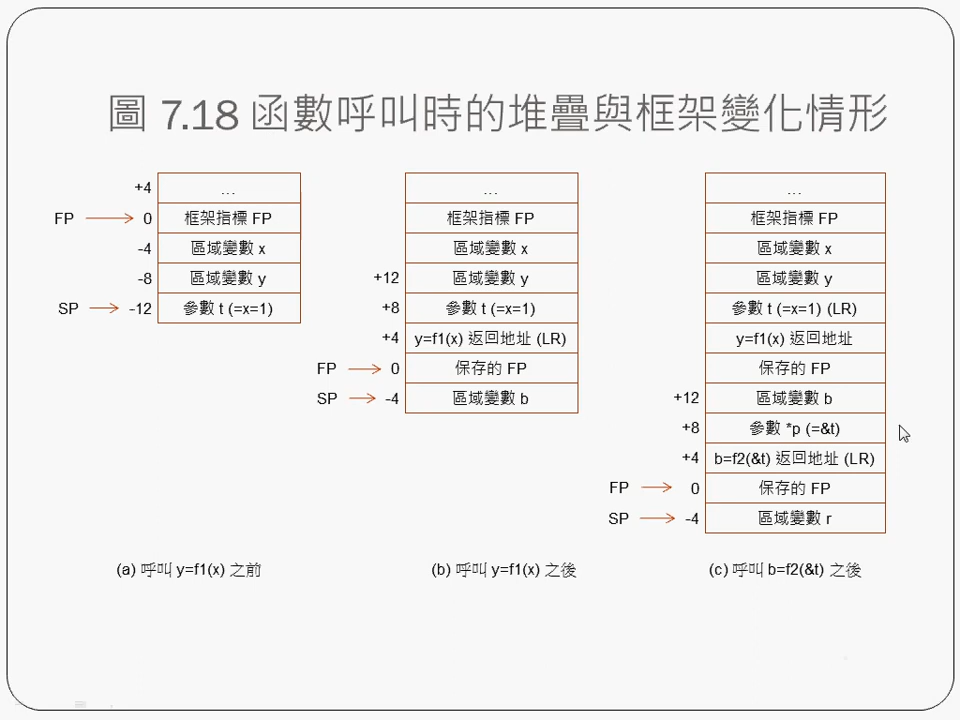 圖 7.18 函數呼叫時的堆疊與框架變化情形
+4 …
FP 0 框架指標 FP
-4 區域變數 x
-8 區域變數 y
SP -12 參數 t (=x=1)
(a) 呼叫 y=f1(x) 之前
…
框架指標 FP
區域變數 x
+12 區域變數 y
+8 參數 t (=x=1)
+4 y=f1(x) 返回地址 (LR)
FP 0 保存的 FP
SP -4 區域變數 b
(b) 呼叫 y=f1(x) 之後
…
框架指標 FP
區域變數 x
區域變數 y
參數 t (=x=1) (LR)
y=f1(x) 返回地址
保存的 FP
+12 區域變數 b
+8 參數 *p (=&t)
+4 b=f2(&t) 返回地址 (LR)
FP 0 保存的 FP
SP -4 區域變數 r
(c) 呼叫 b=f2(&t) 之後